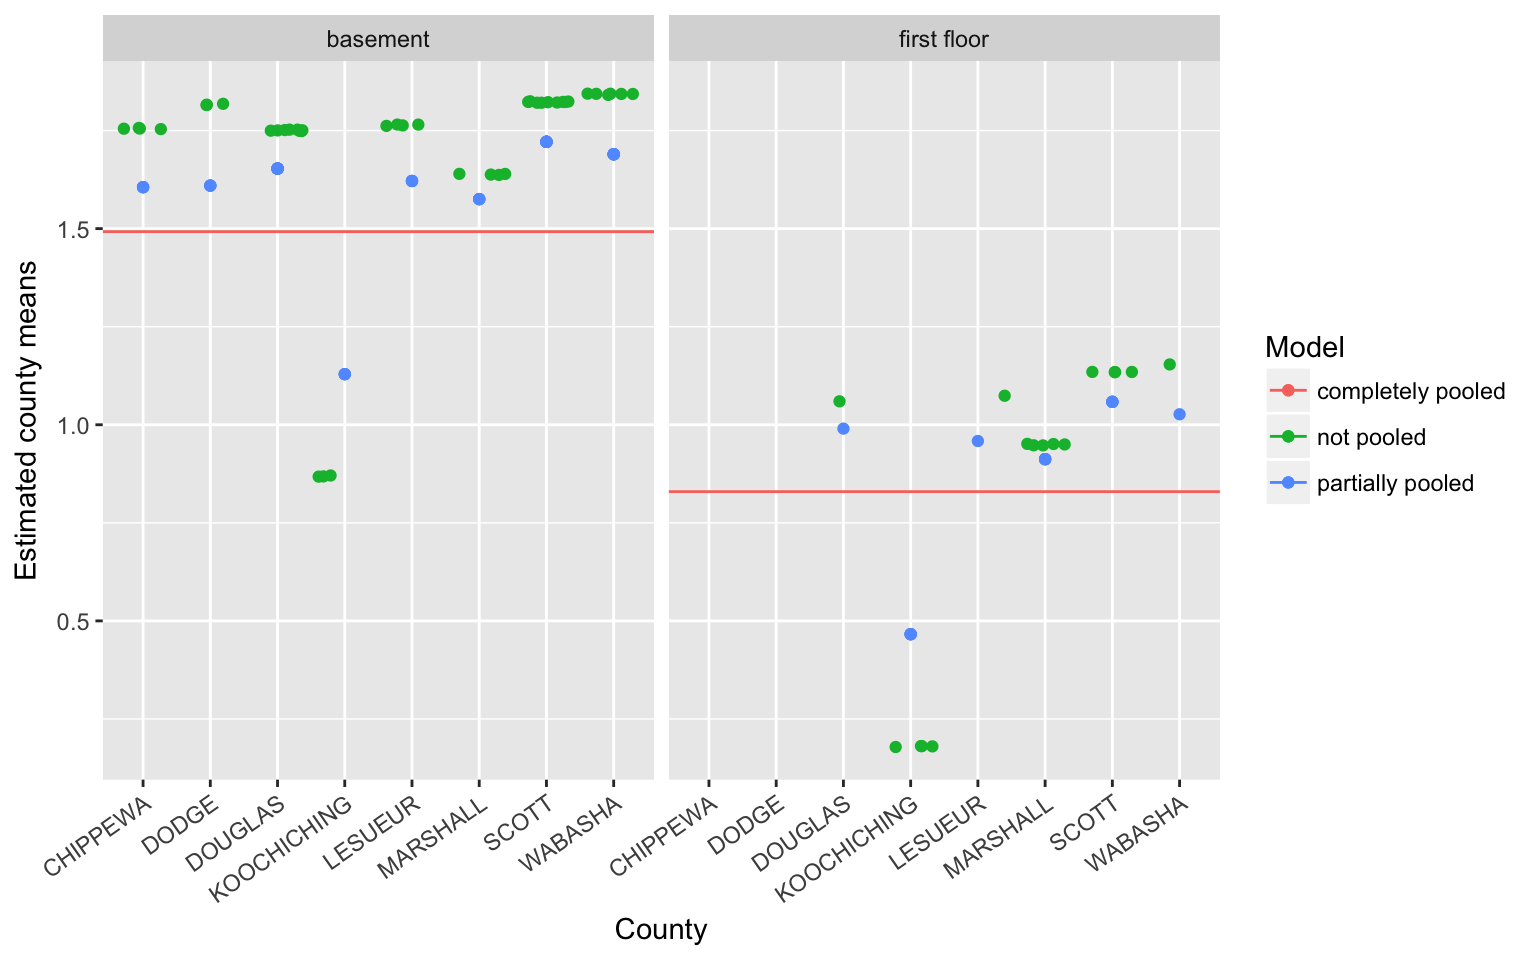 basement
first floor
Estimated county means
1.5
1.0
0.5
CHIPPEWA
DODGE
DOUGLAS
KOOCHICHING
LESUEUR
MARSHALL
SCOTT
WABASHA
CHIPPEWA
DODGE
DOUGLAS
KOOCHICHING
LESUEUR
MARSHALL
SCOTT
WABASHA
County
Model
completely pooled
not pooled
partially pooled